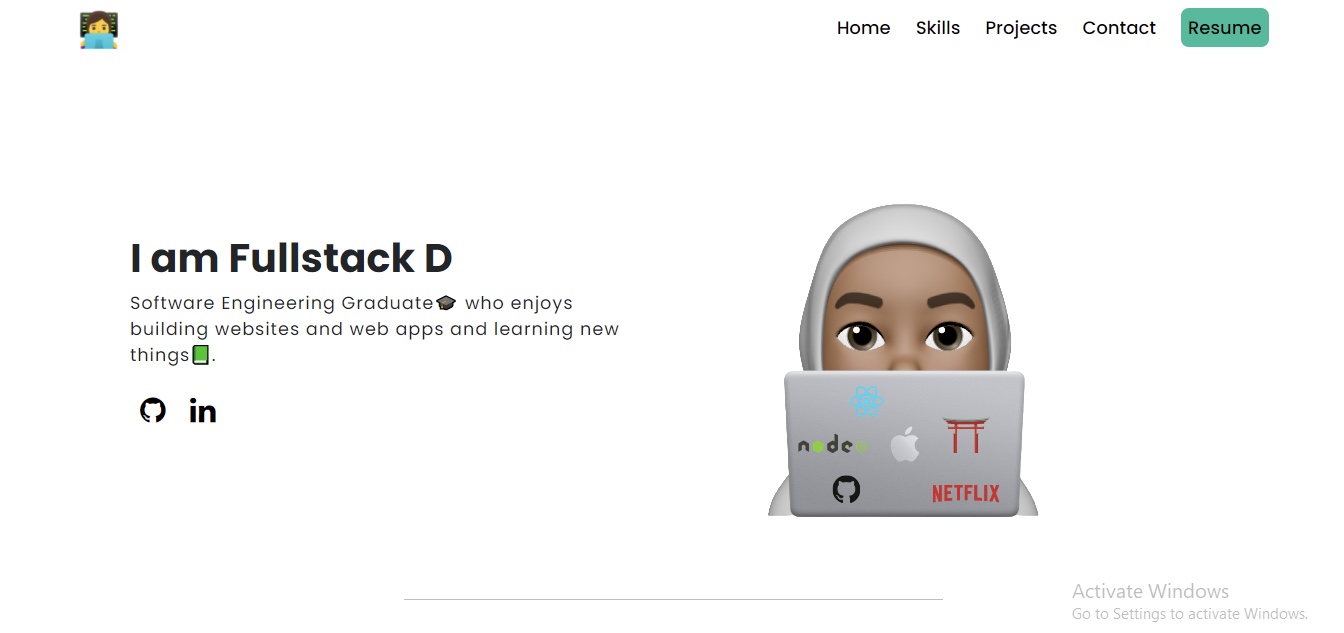 Home Skills Projects Contact Resume
I am Fullstack D
Software Engineering Graduate🎓 who enjoys
building websites and web apps and learning new
things📗.
in
node
NETFLIX
Activate Windows
Go to Settings to activate Windows.